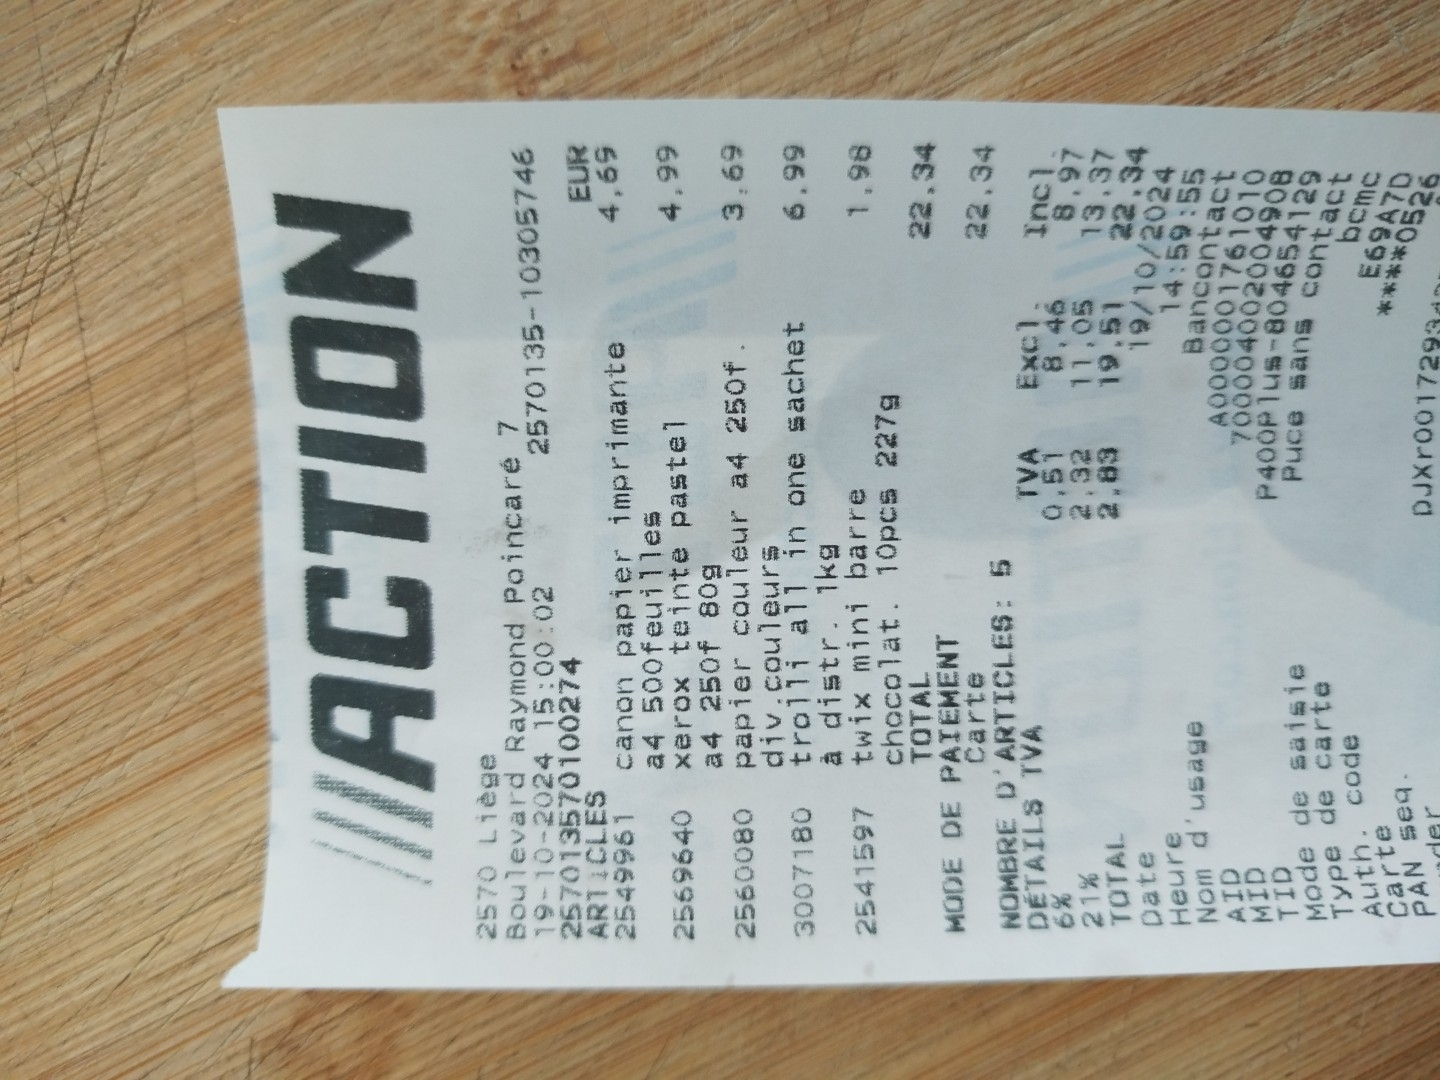 ACTION
2570 Liège
Boulevard Raymond Poincaré 7
19-10-2024 15:00:02 2570135-10305746
257013570100274
ARTICLES EUR
2549961 canon papier imprimante 4,69
a4 500feuilles
2569640 xerox teinte pastel 4,99
a4 250f 80g
2560080 papier couleur a4 250f. 3,69
div.couleurs
3007180 trolli all in one sachet 6,99
à distr. 1kg
2541597 twix mini barre 1,98
chocolat. 10pcs 227g
TOTAL 22,34
MODE DE PAIEMENT
Carte 22,34
NOMBRE D'ARTICLES: 5
DÉTAILS TVA TVA Excl. Incl.
6% 0,51 8,46 8,97
21% 2,32 11,05 13,37
TOTAL 2,83 19,51 22,34
Date 19/10/2024
Heure 14:59:55
Nom d'usage Bancontact
AID A0000001761010
MID 7000040020004908
TID P400Plus-804654129
Mode de saisie Puce sans contact
Type de carte bcmc
Auth. code E69A7D
Carte ****0526
PAN seq.